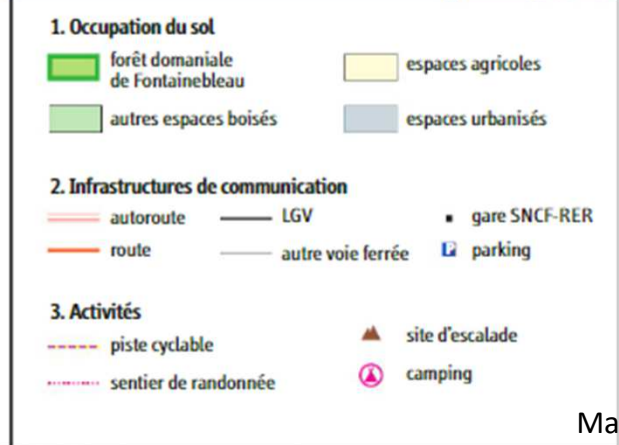 1. Occupation du sol
forêt domaniale
de Fontainebleau
espaces agricoles
autres espaces boisés
espaces urbanisés
2. Infrastructures de communication
autoroute
LGV
gare SNCF-RER
route
autre voie ferrée
P parking
3. Activités
piste cyclable
site d'escalade
sentier de randonnée
camping
Ma